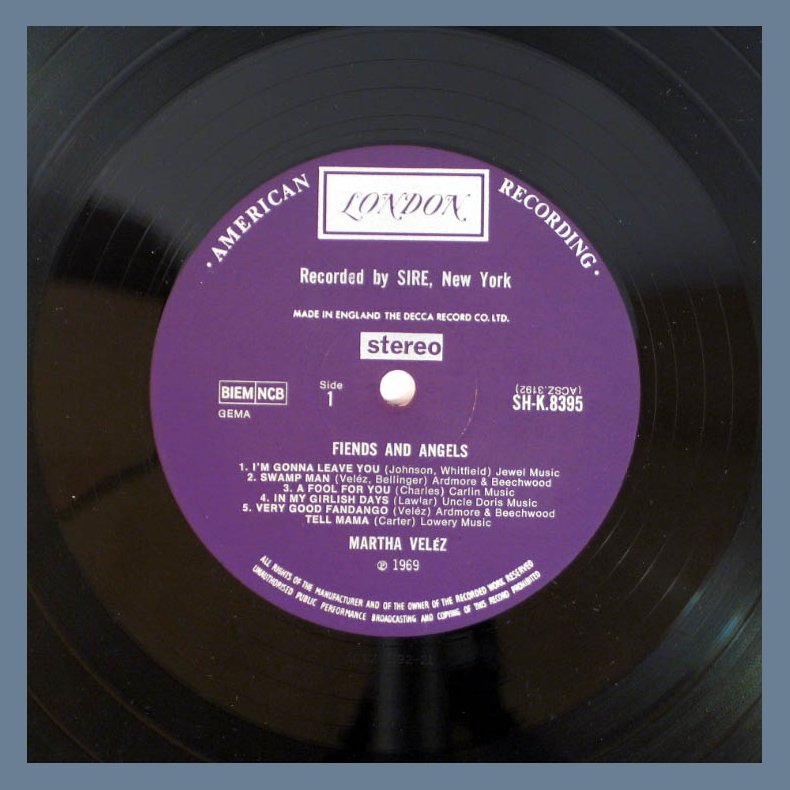 · AMERICAN RECORDING ·
LONDON
Recorded by SIRE, New York
MADE IN ENGLAND THE DECCA RECORD CO. LTD.
stereo
BIEM NCB
GEMA
Side
1
(ACSZ.3192)
SH-K.8395
FIENDS AND ANGELS
1. I'M GONNA LEAVE YOU (Johnson, Whitfield) Jewel Music
2. SWAMP MAN (Veléz, Bellinger) Ardmore & Beechwood
3. A FOOL FOR YOU (Charles) Carlin Music
4. IN MY GIRLISH DAYS (Lawlar) Uncle Doris Music
5. VERY GOOD FANDANGO (Veléz) Ardmore & Beechwood
TELL MAMA (Carter) Lowery Music
MARTHA VELÉZ
℗ 1969
ALL RIGHTS OF THE MANUFACTURER AND OF THE OWNER OF THE RECORDED WORK RESERVED
UNAUTHORISED PUBLIC PERFORMANCE BROADCASTING AND COPYING OF THIS RECORD PROHIBITED